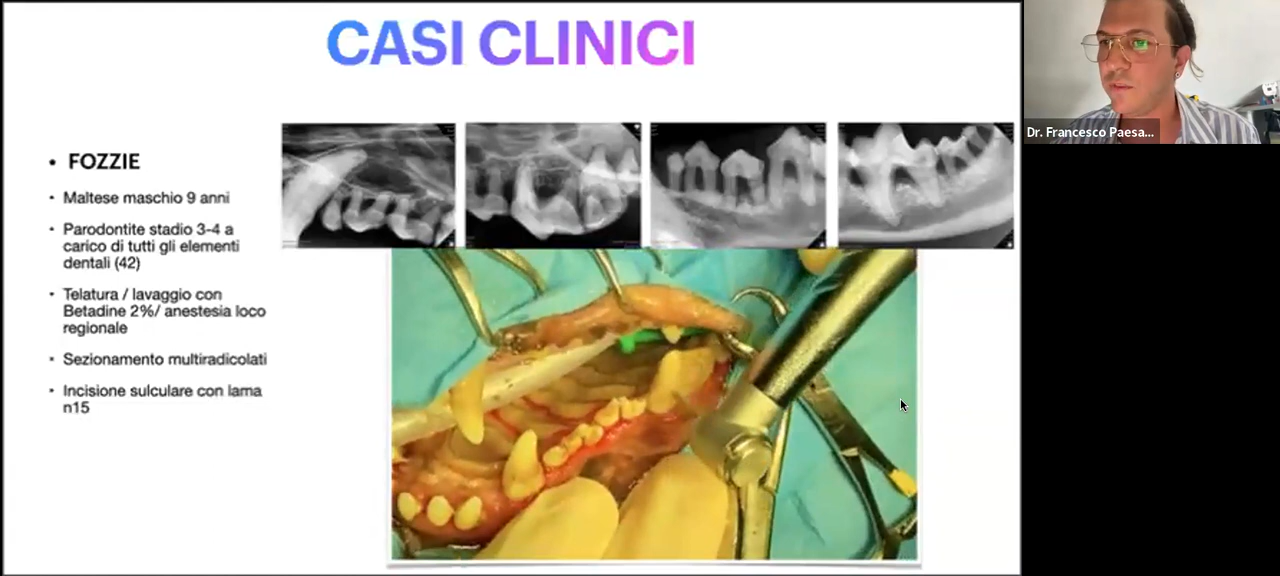 CASI CLINICI
• FOZZIE
• Maltese maschio 9 anni
• Parodontite stadio 3-4 a
carico di tutti gli elementi
dentali (42)
• Telatura / lavaggio con
Betadine 2%/ anestesia loco
regionale
• Sezionamento multiradicolati
• Incisione sulculare con lama
n15
Dr. Francesco Paesa...